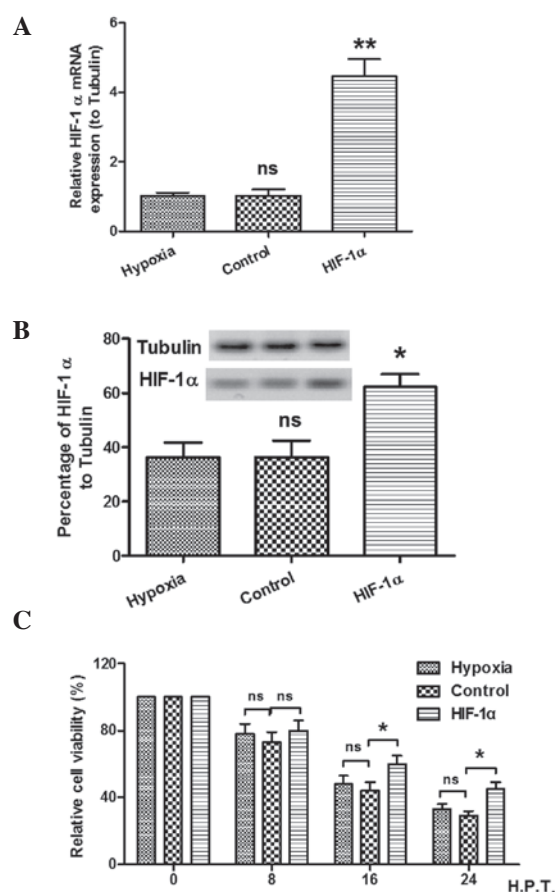 A
Relative HIF-1 α mRNA
expression (to Tubulin)
6
4
2
0
ns
**
Hypoxia
Control
HIF-1α
B
Percentage of HIF-1 α
to Tubulin
80
60
40
20
0
Tubulin
HIF-1α
ns
*
Hypoxia
Control
HIF-1α
C
Relative cell viability (%)
120
80
40
0
Hypoxia
Control
HIF-1α
ns
ns
ns
*
ns
*
0
8
16
24
H.P.T.